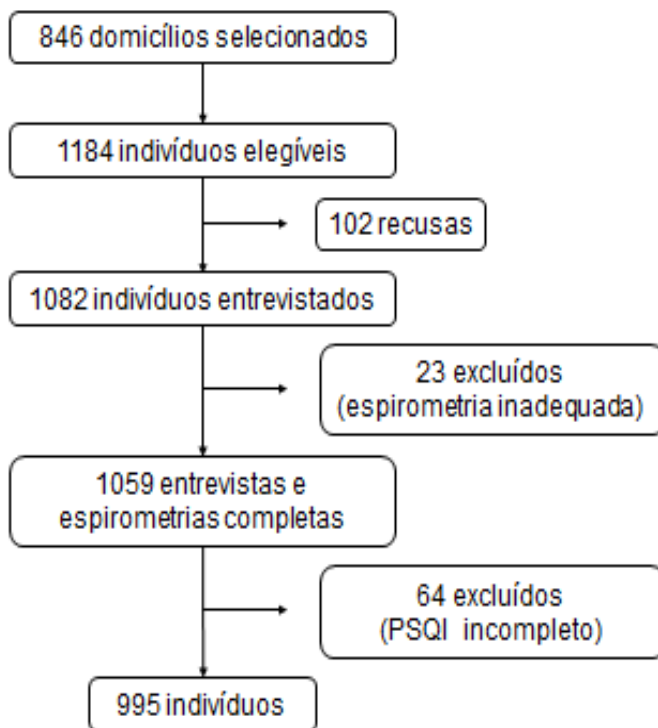 846 domicílios selecionados
1184 indivíduos elegíveis
102 recusas
1082 indivíduos entrevistados
23 excluídos
(espirometria inadequada)
1059 entrevistas e
espirometrias completas
64 excluídos
(PSQI incompleto)
995 indivíduos